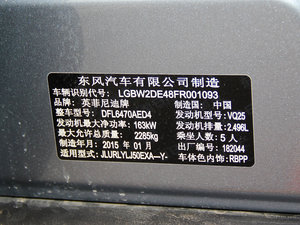 东风汽车有限公司制造
车辆识别代号: LGBW2DE48FR001093
品牌: 英菲尼迪牌 制造国: 中国
整车型号: DFL6470AED4 发动机型号: VQ25
发动机最大净功率: 163kW 发动机排量: 2.496L
最大允许总质量: 2285kg 乘坐人数: 5 人
制造年月: 2015 年 01 月 出厂编号: 182044
适用型式: JLURLYLJ50EXA—Y- 车体色内饰: RBPP